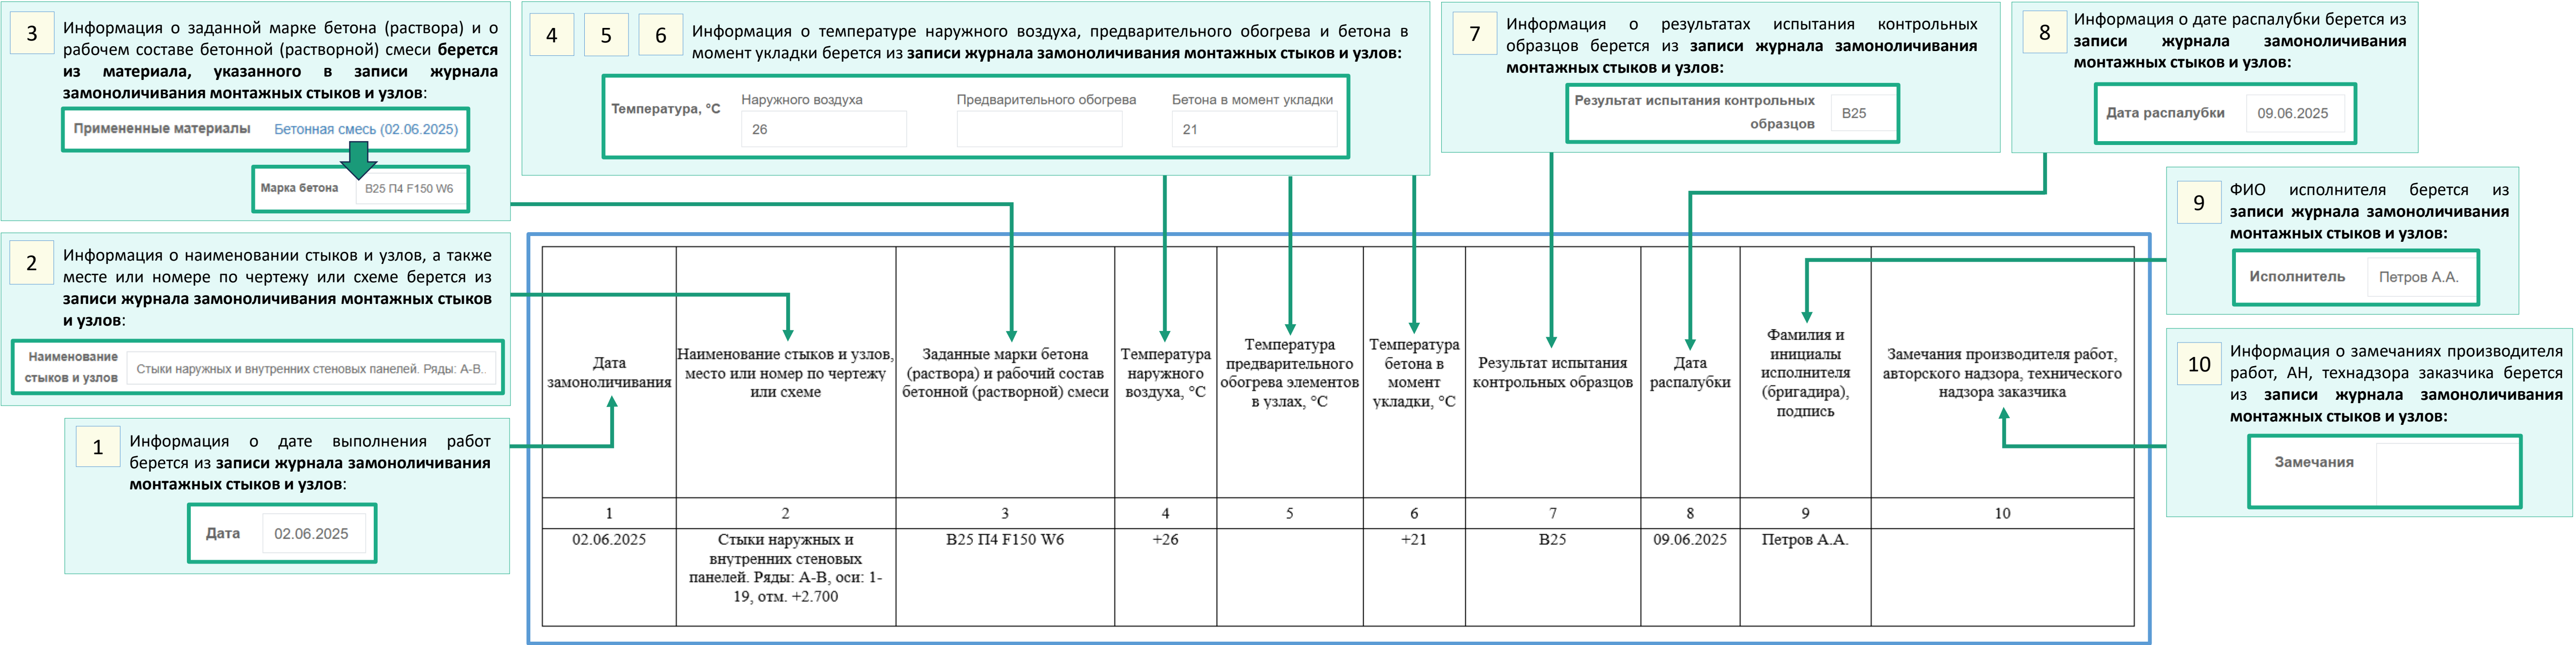 3
Информация о заданной марке бетона (раствора) и о
рабочем составе бетонной (растворной) смеси берется
из материала, указанного в записи журнала
замоноличивания монтажных стыков и узлов:
Примененные материалы Бетонная смесь (02.06.2025)
Марка бетона B25 П4 F150 W6
2
Информация о наименовании стыков и узлов, а также
месте или номере по чертежу или схеме берется из
записи журнала замоноличивания монтажных стыков
и узлов:
Наименование
стыков и узлов
Стыки наружных и внутренних стеновых панелей. Ряды: А-В..
1
Информация о дате выполнения работ
берется из записи журнала замоноличивания
монтажных стыков и узлов:
Дата 02.06.2025
4 5 6
Информация о температуре наружного воздуха, предварительного обогрева и бетона в
момент укладки берется из записи журнала замоноличивания монтажных стыков и узлов:
Температура, °C
Наружного воздуха Предварительного обогрева Бетона в момент укладки
26 21
7
Информация о результатах испытания контрольных
образцов берется из записи журнала замоноличивания
монтажных стыков и узлов:
Результат испытания контрольных
образцов
B25
8
Информация о дате распалубки берется из
записи журнала замоноличивания
монтажных стыков и узлов:
Дата распалубки 09.06.2025
9
ФИО исполнителя берется из
записи журнала замоноличивания
монтажных стыков и узлов:
Исполнитель Петров А.А.
10
Информация о замечаниях производителя
работ, АН, технадзора заказчика берется
из записи журнала замоноличивания
монтажных стыков и узлов:
Замечания
Дата
замоноличивания
Наименование стыков и узлов,
место или номер по чертежу
или схеме
Заданные марки бетона
(раствора) и рабочий состав
бетонной (растворной) смеси
Температура
наружного
воздуха, °C
Температура
предварительного
обогрева элементов
в узлах, °C
Температура
бетона в
момент
укладки, °C
Результат испытания
контрольных образцов
Дата
распалубки
Фамилия и
инициалы
исполнителя
(бригадира),
подпись
Замечания производителя работ,
авторского надзора, технического
надзора заказчика
1 2 3 4 5 6 7 8 9 10
02.06.2025
Стыки наружных и
внутренних стеновых
панелей. Ряды: А-В, оси: 1-
19, отм. +2.700
B25 П4 F150 W6
+26
+21
B25
09.06.2025
Петров А.А.